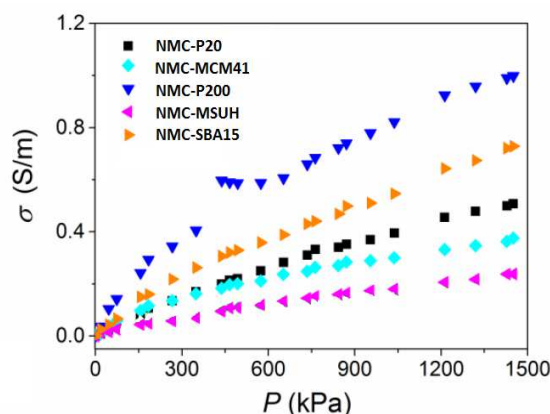 1.2
0.8
0.4
0.0
σ (S/m)
NMC-P20
NMC-MCM41
NMC-P200
NMC-MSUH
NMC-SBA15
0 300 600 900 1200 1500
P (kPa)